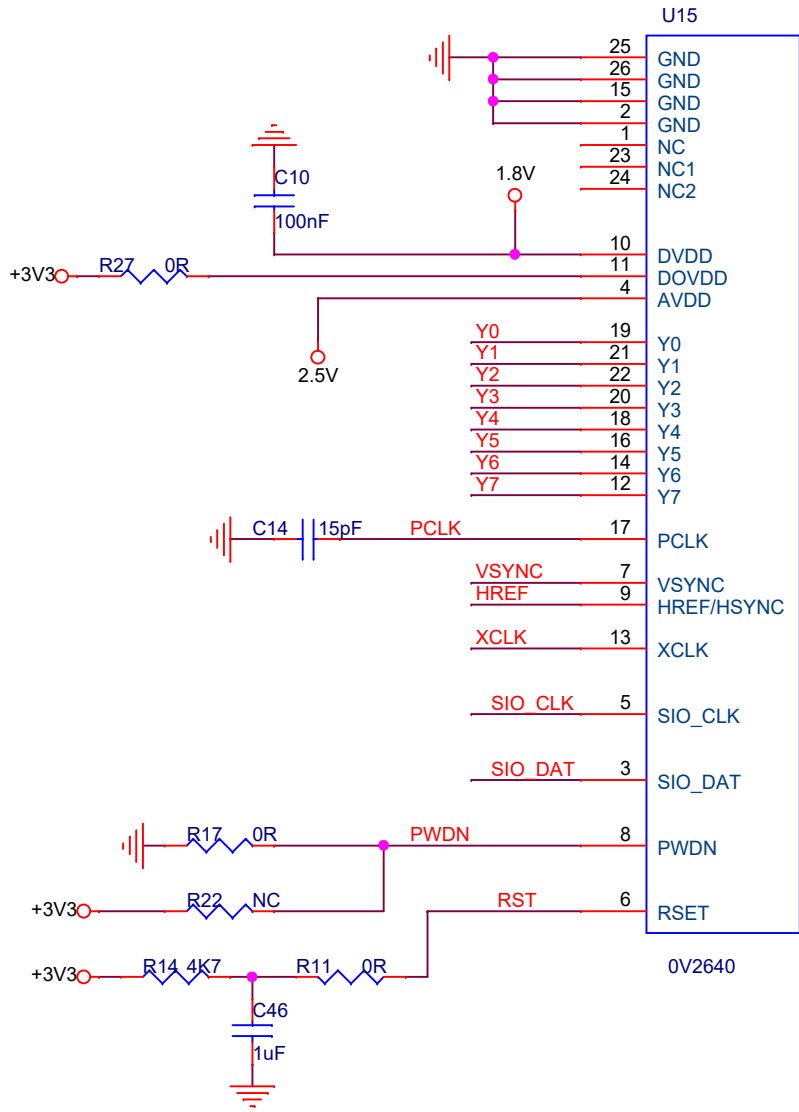 U15
25 GND
26 GND
15 GND
2 GND
1 NC
23 NC1
24 NC2
C10
100nF
1.8V
10 DVDD
+3V3 R27 0R 11 DOVDD
4 AVDD
2.5V
Y0 19 Y0
Y1 21 Y1
Y2 22 Y2
Y3 20 Y3
Y4 18 Y4
Y5 16 Y5
Y6 14 Y6
Y7 12 Y7
C14 15pF PCLK 17 PCLK
VSYNC 7 VSYNC
HREF 9 HREF/HSYNC
XCLK 13 XCLK
SIO_CLK 5 SIO_CLK
SIO_DAT 3 SIO_DAT
R17 0R PWDN 8 PWDN
+3V3 R22 NC
RST 6 RSET
+3V3 R14 4K7 R11 0R
0V2640
C46
1uF